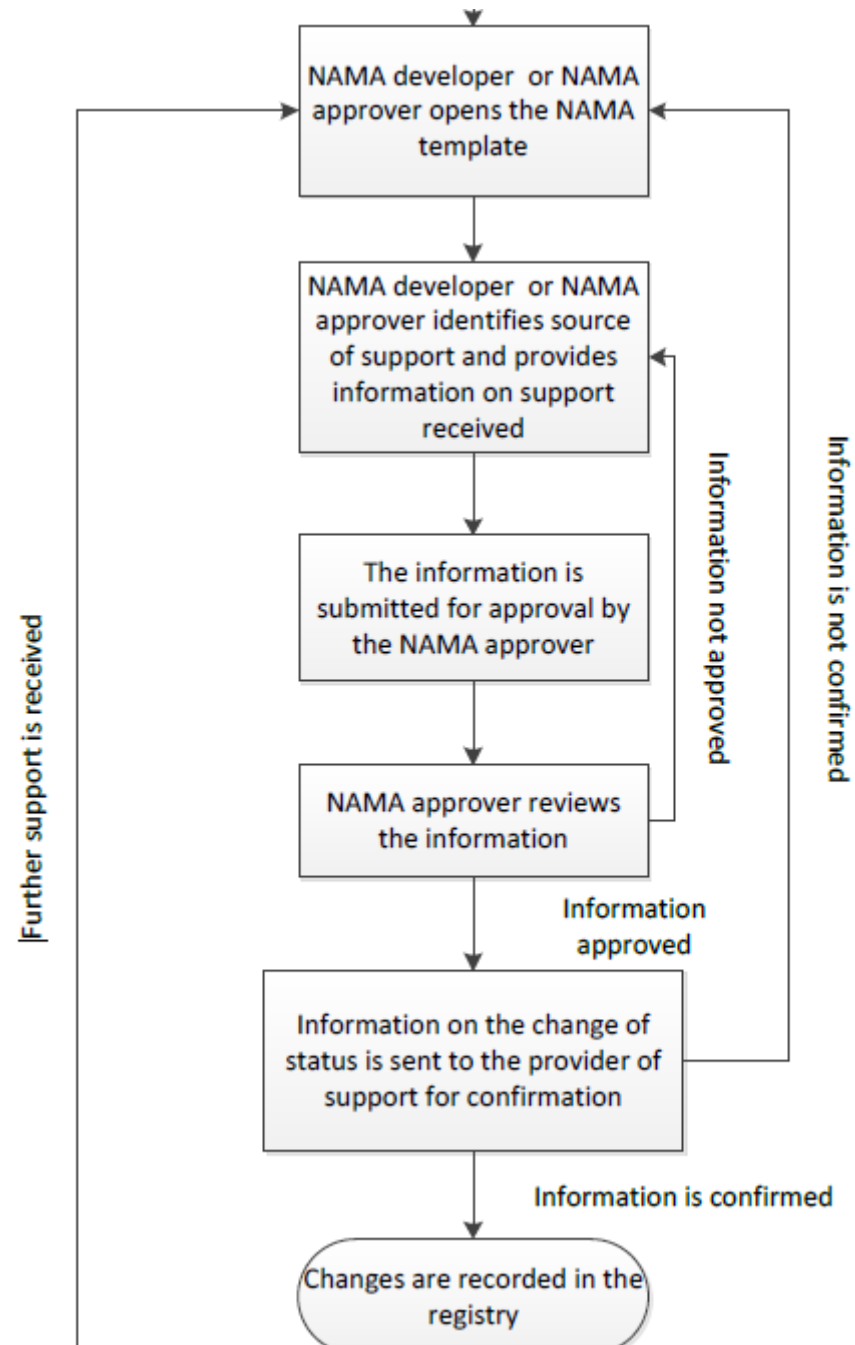 NAMA developer or NAMA
approver opens the NAMA
template
NAMA developer or NAMA
approver identifies source
of support and provides
information on support
received
The information is
submitted for approval by
the NAMA approver
NAMA approver reviews
the information
Information
approved
Information on the change of
status is sent to the provider of
support for confirmation
Information is confirmed
Changes are recorded in the
registry
Further support is received
Information not approved
Information is not confirmed